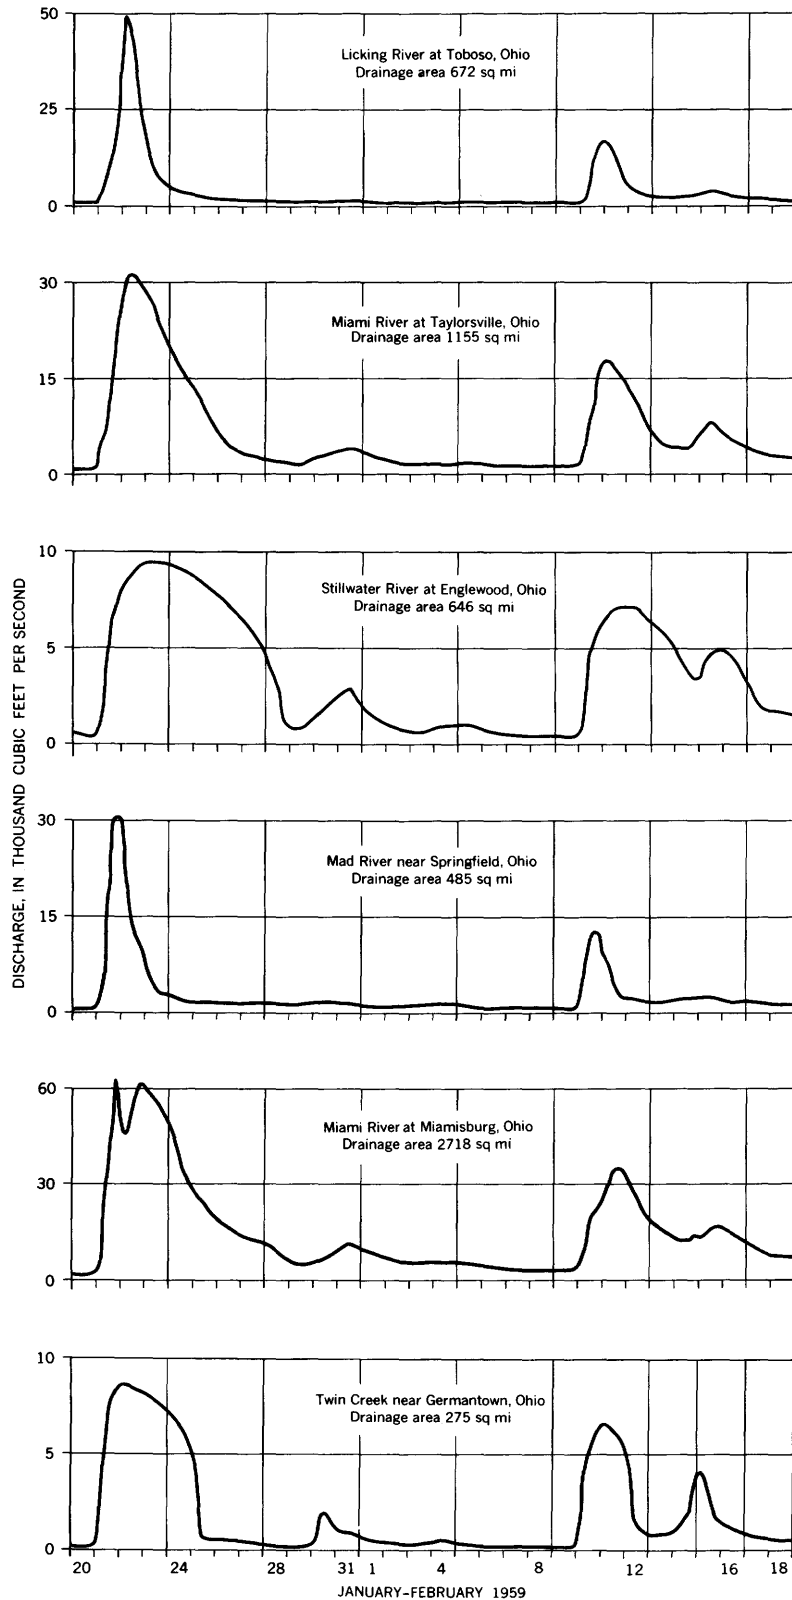 50
Licking River at Toboso, Ohio
Drainage area 672 sq mi
25
0
30
Miami River at Taylorsville, Ohio
Drainage area 1155 sq mi
15
0
10
Stillwater River at Englewood, Ohio
Drainage area 646 sq mi
5
0
DISCHARGE, IN THOUSAND CUBIC FEET PER SECOND
30
Mad River near Springfield, Ohio
Drainage area 485 sq mi
15
0
60
Miami River at Miamisburg, Ohio
Drainage area 2718 sq mi
30
0
10
Twin Creek near Germantown, Ohio
Drainage area 275 sq mi
5
0
20 24 28 31 1 4 8 12 16 18
JANUARY-FEBRUARY 1959